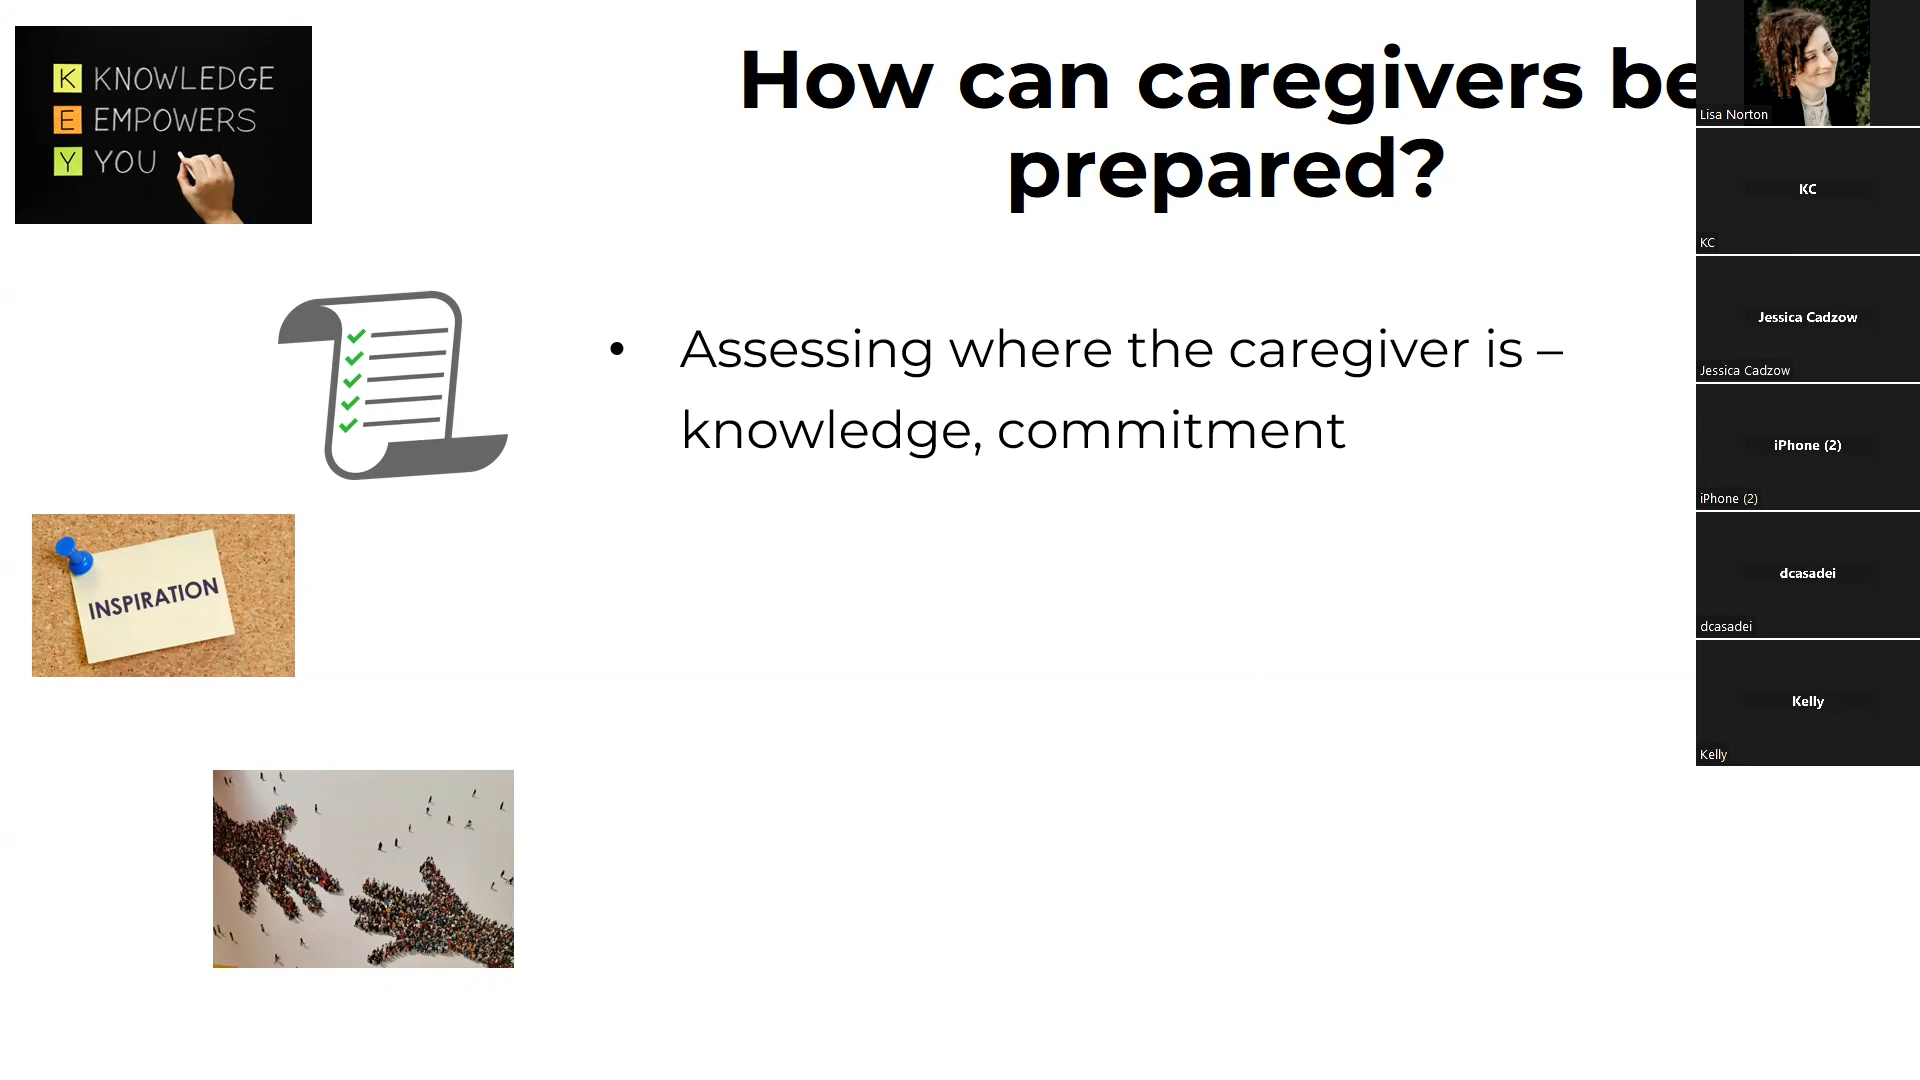 K KNOWLEDGE
E EMPOWERS
Y YOU
How can caregivers be
prepared?
• Assessing where the caregiver is –
knowledge, commitment
INSPIRATION
Lisa Norton
KC
KC
Jessica Cadzow
Jessica Cadzow
iPhone (2)
iPhone (2)
dcasadei
dcasadei
Kelly
Kelly